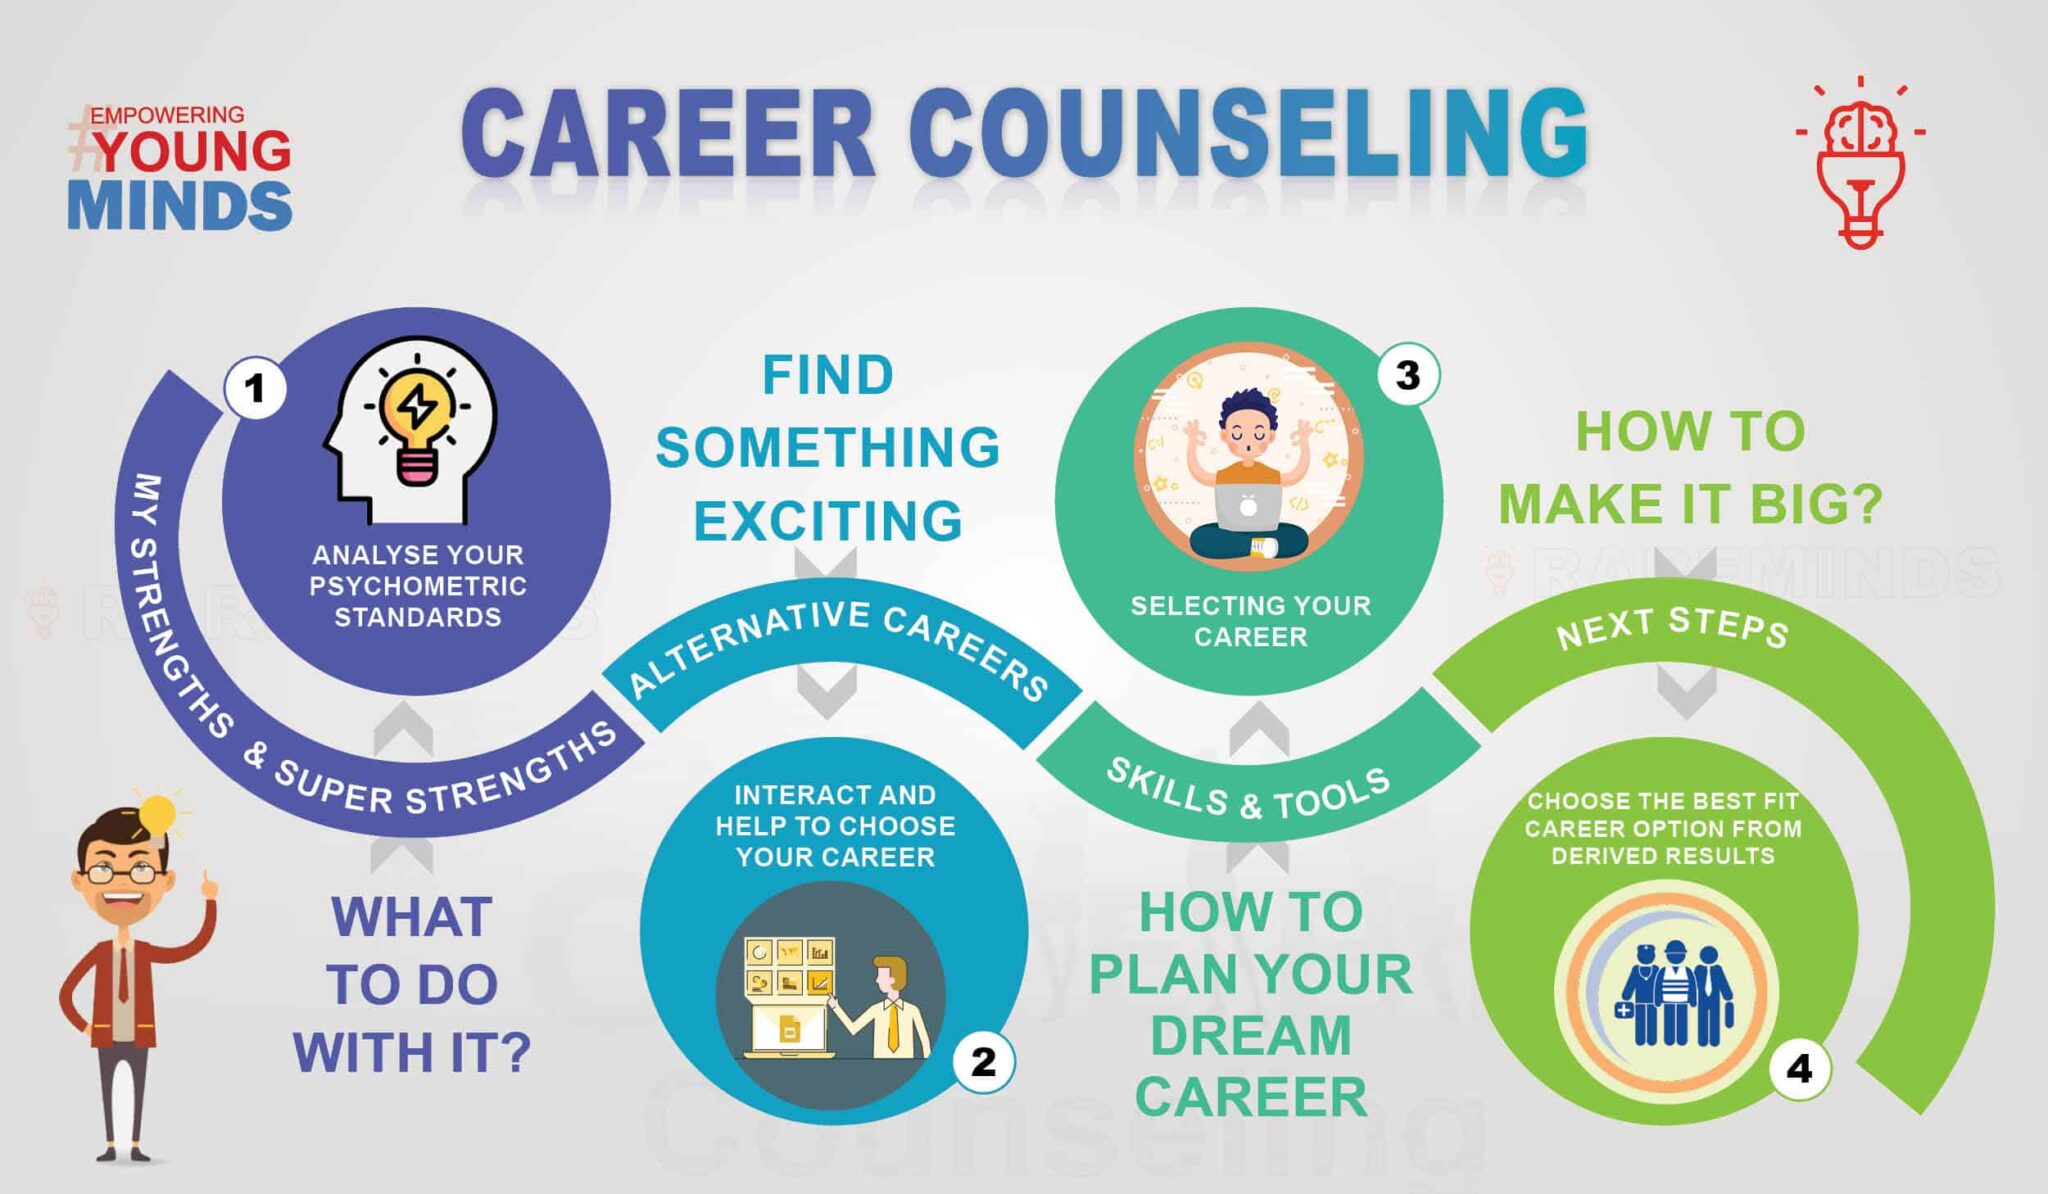 #EMPOWERING
YOUNG
MINDS
CAREER COUNSELING
1
ANALYSE YOUR
PSYCHOMETRIC
STANDARDS
MY STRENGTHS & SUPER STRENGTHS
WHAT
TO DO
WITH IT?
FIND
SOMETHING
EXCITING
ALTERNATIVE CAREERS
INTERACT AND
HELP TO CHOOSE
YOUR CAREER
2
3
SELECTING YOUR
CAREER
SKILLS & TOOLS
HOW TO
PLAN YOUR
DREAM
CAREER
HOW TO
MAKE IT BIG?
RAREMINDS
NEXT STEPS
CHOOSE THE BEST FIT
CAREER OPTION FROM
DERIVED RESULTS
4
Counseling